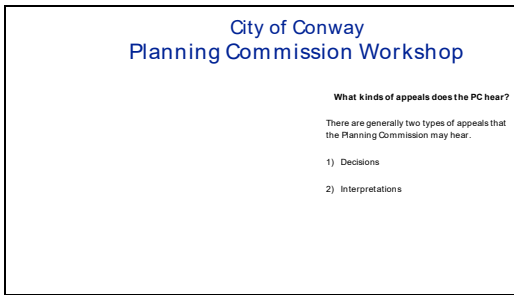 City of Conway
Planning Commission Workshop
What kinds of appeals does the PC hear?
There are generally two types of appeals that
the Planning Commission may hear.
1) Decisions
2) Interpretations